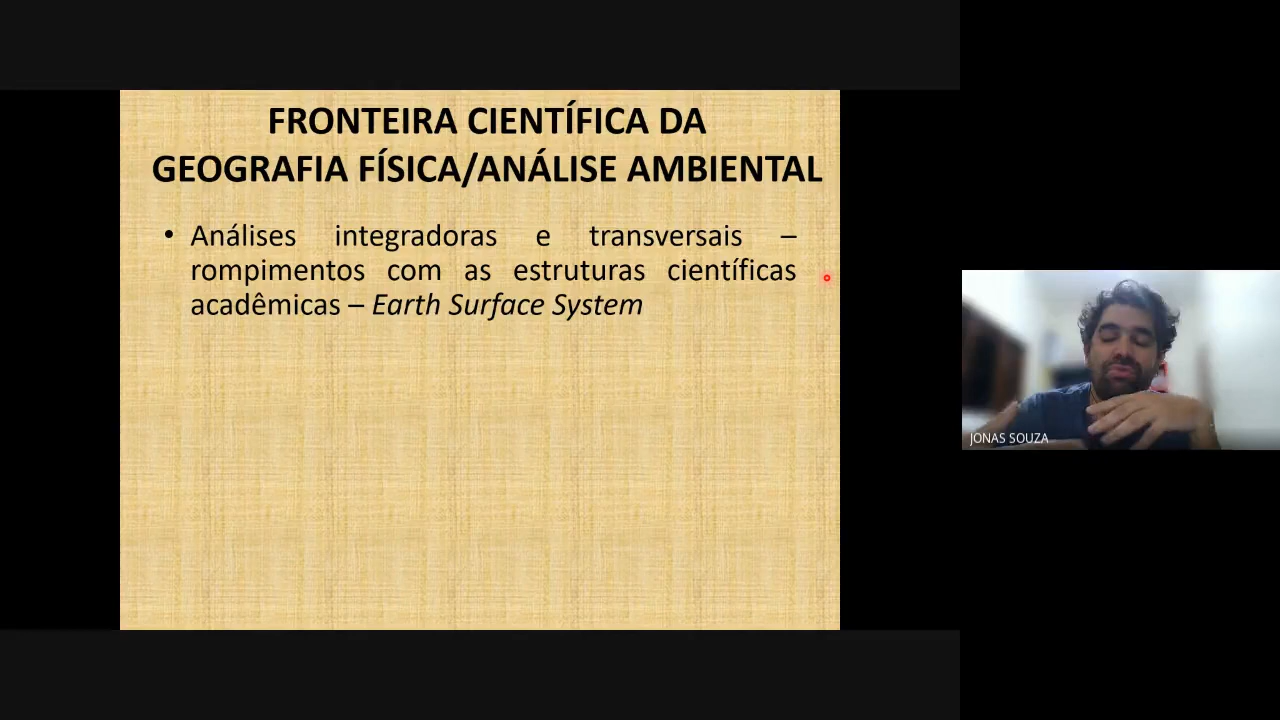 FRONTEIRA CIENTÍFICA DA
GEOGRAFIA FÍSICA/ANÁLISE AMBIENTAL
• Análises integradoras e transversais –
rompimentos com as estruturas científicas
acadêmicas – Earth Surface System
JONAS SOUZA